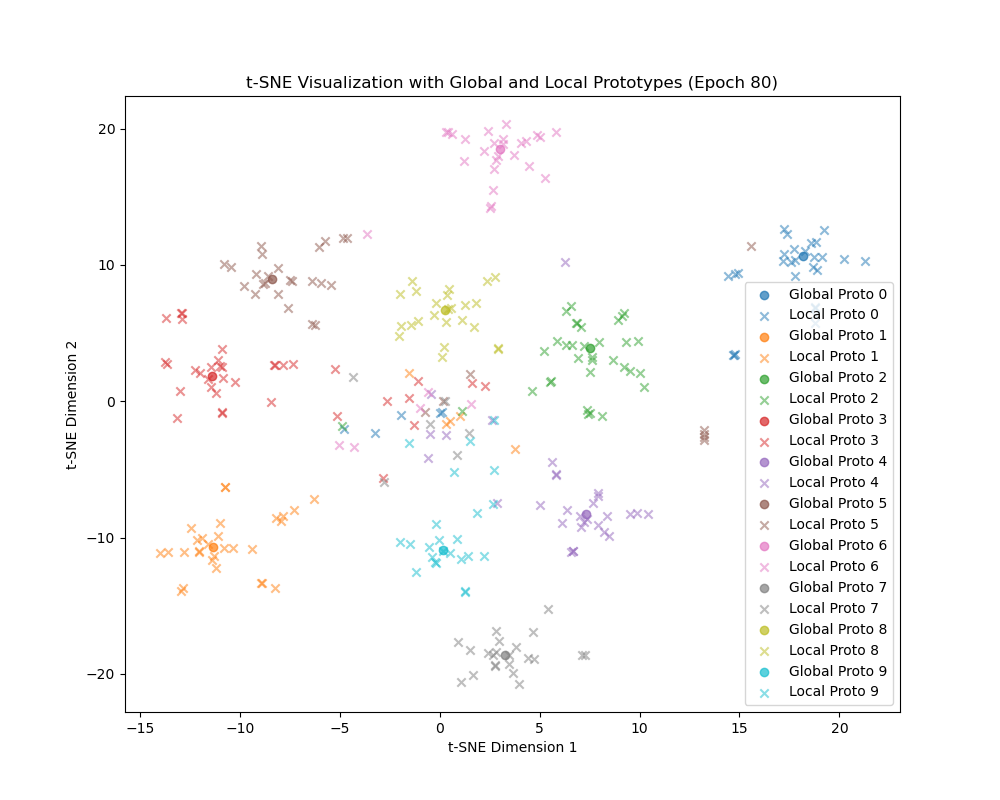 t-SNE Visualization with Global and Local Prototypes (Epoch 80)
t-SNE Dimension 2
20
10
0
−10
−20
−15
−10
−5
0
5
10
15
20
t-SNE Dimension 1
Global Proto 0
Local Proto 0
Global Proto 1
Local Proto 1
Global Proto 2
Local Proto 2
Global Proto 3
Local Proto 3
Global Proto 4
Local Proto 4
Global Proto 5
Local Proto 5
Global Proto 6
Local Proto 6
Global Proto 7
Local Proto 7
Global Proto 8
Local Proto 8
Global Proto 9
Local Proto 9